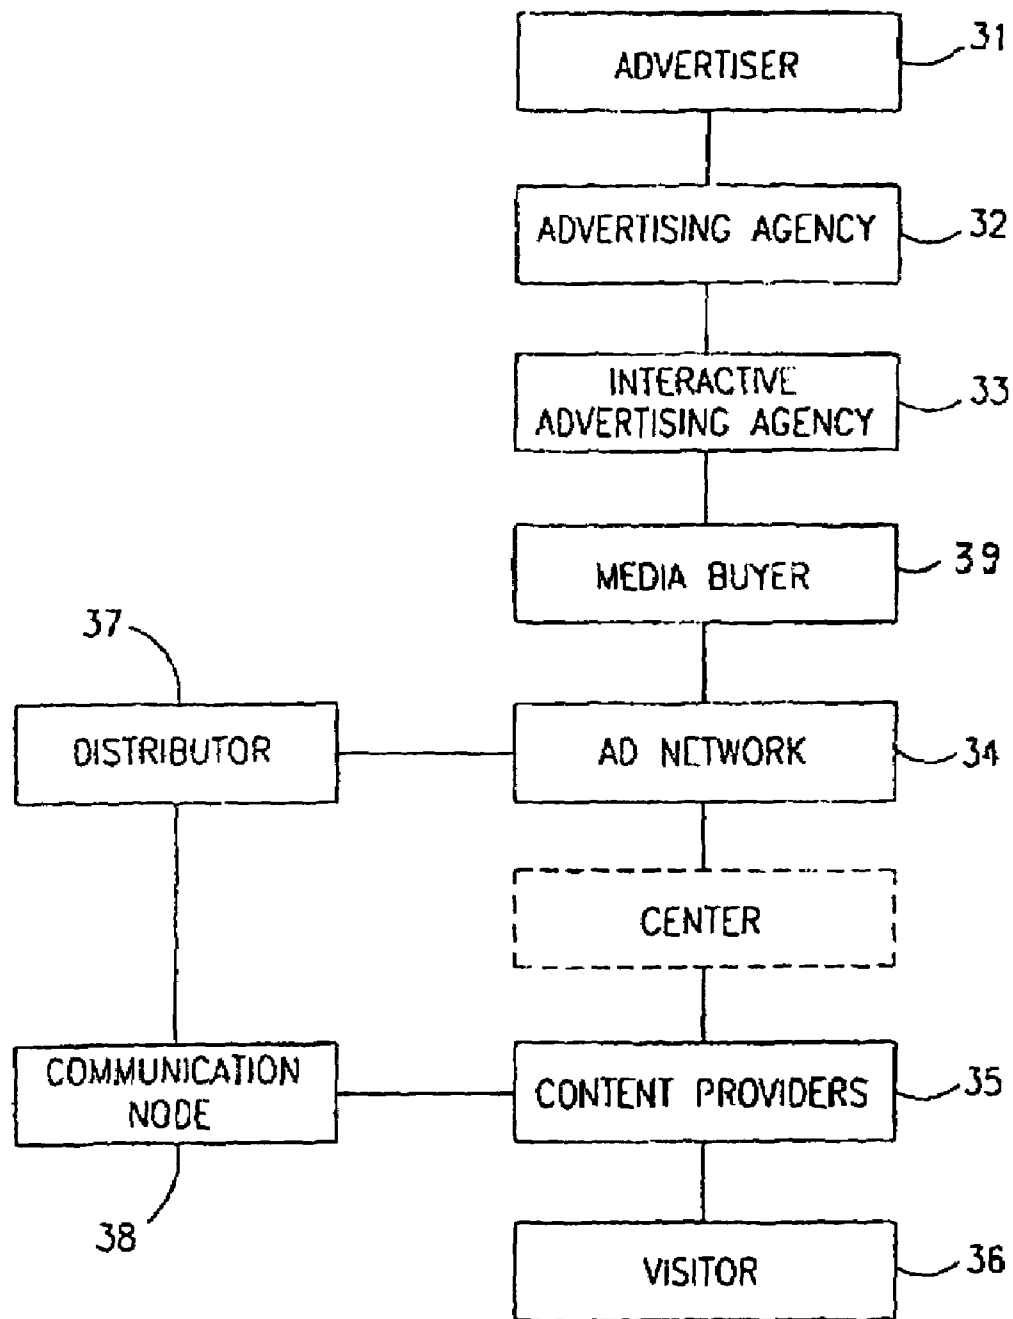 ADVERTISER
31
ADVERTISING AGENCY
32
INTERACTIVE
ADVERTISING AGENCY
33
MEDIA BUYER
39
37
DISTRIBUTOR
AD NETWORK
34
CENTER
COMMUNICATION
NODE
CONTENT PROVIDERS
35
38
VISITOR
36